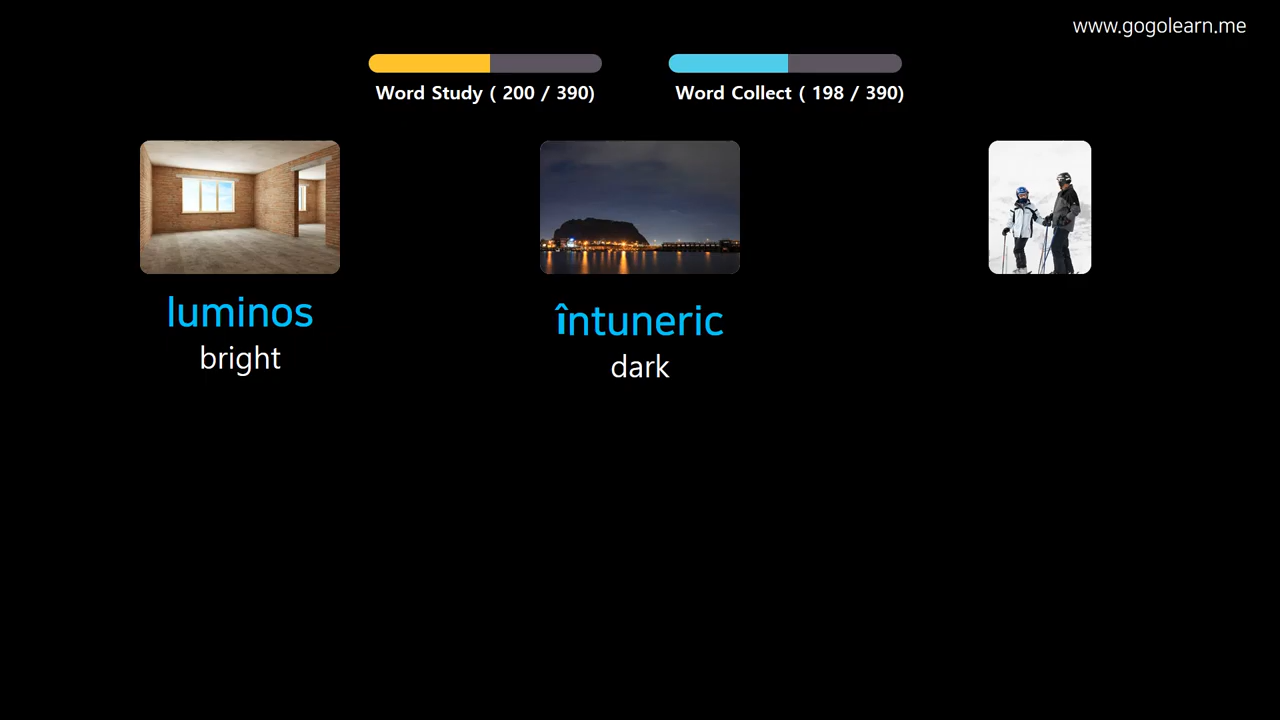 www.gogolearn.me
Word Study ( 200 / 390)
Word Collect ( 198 / 390)
luminos
bright
întuneric
dark